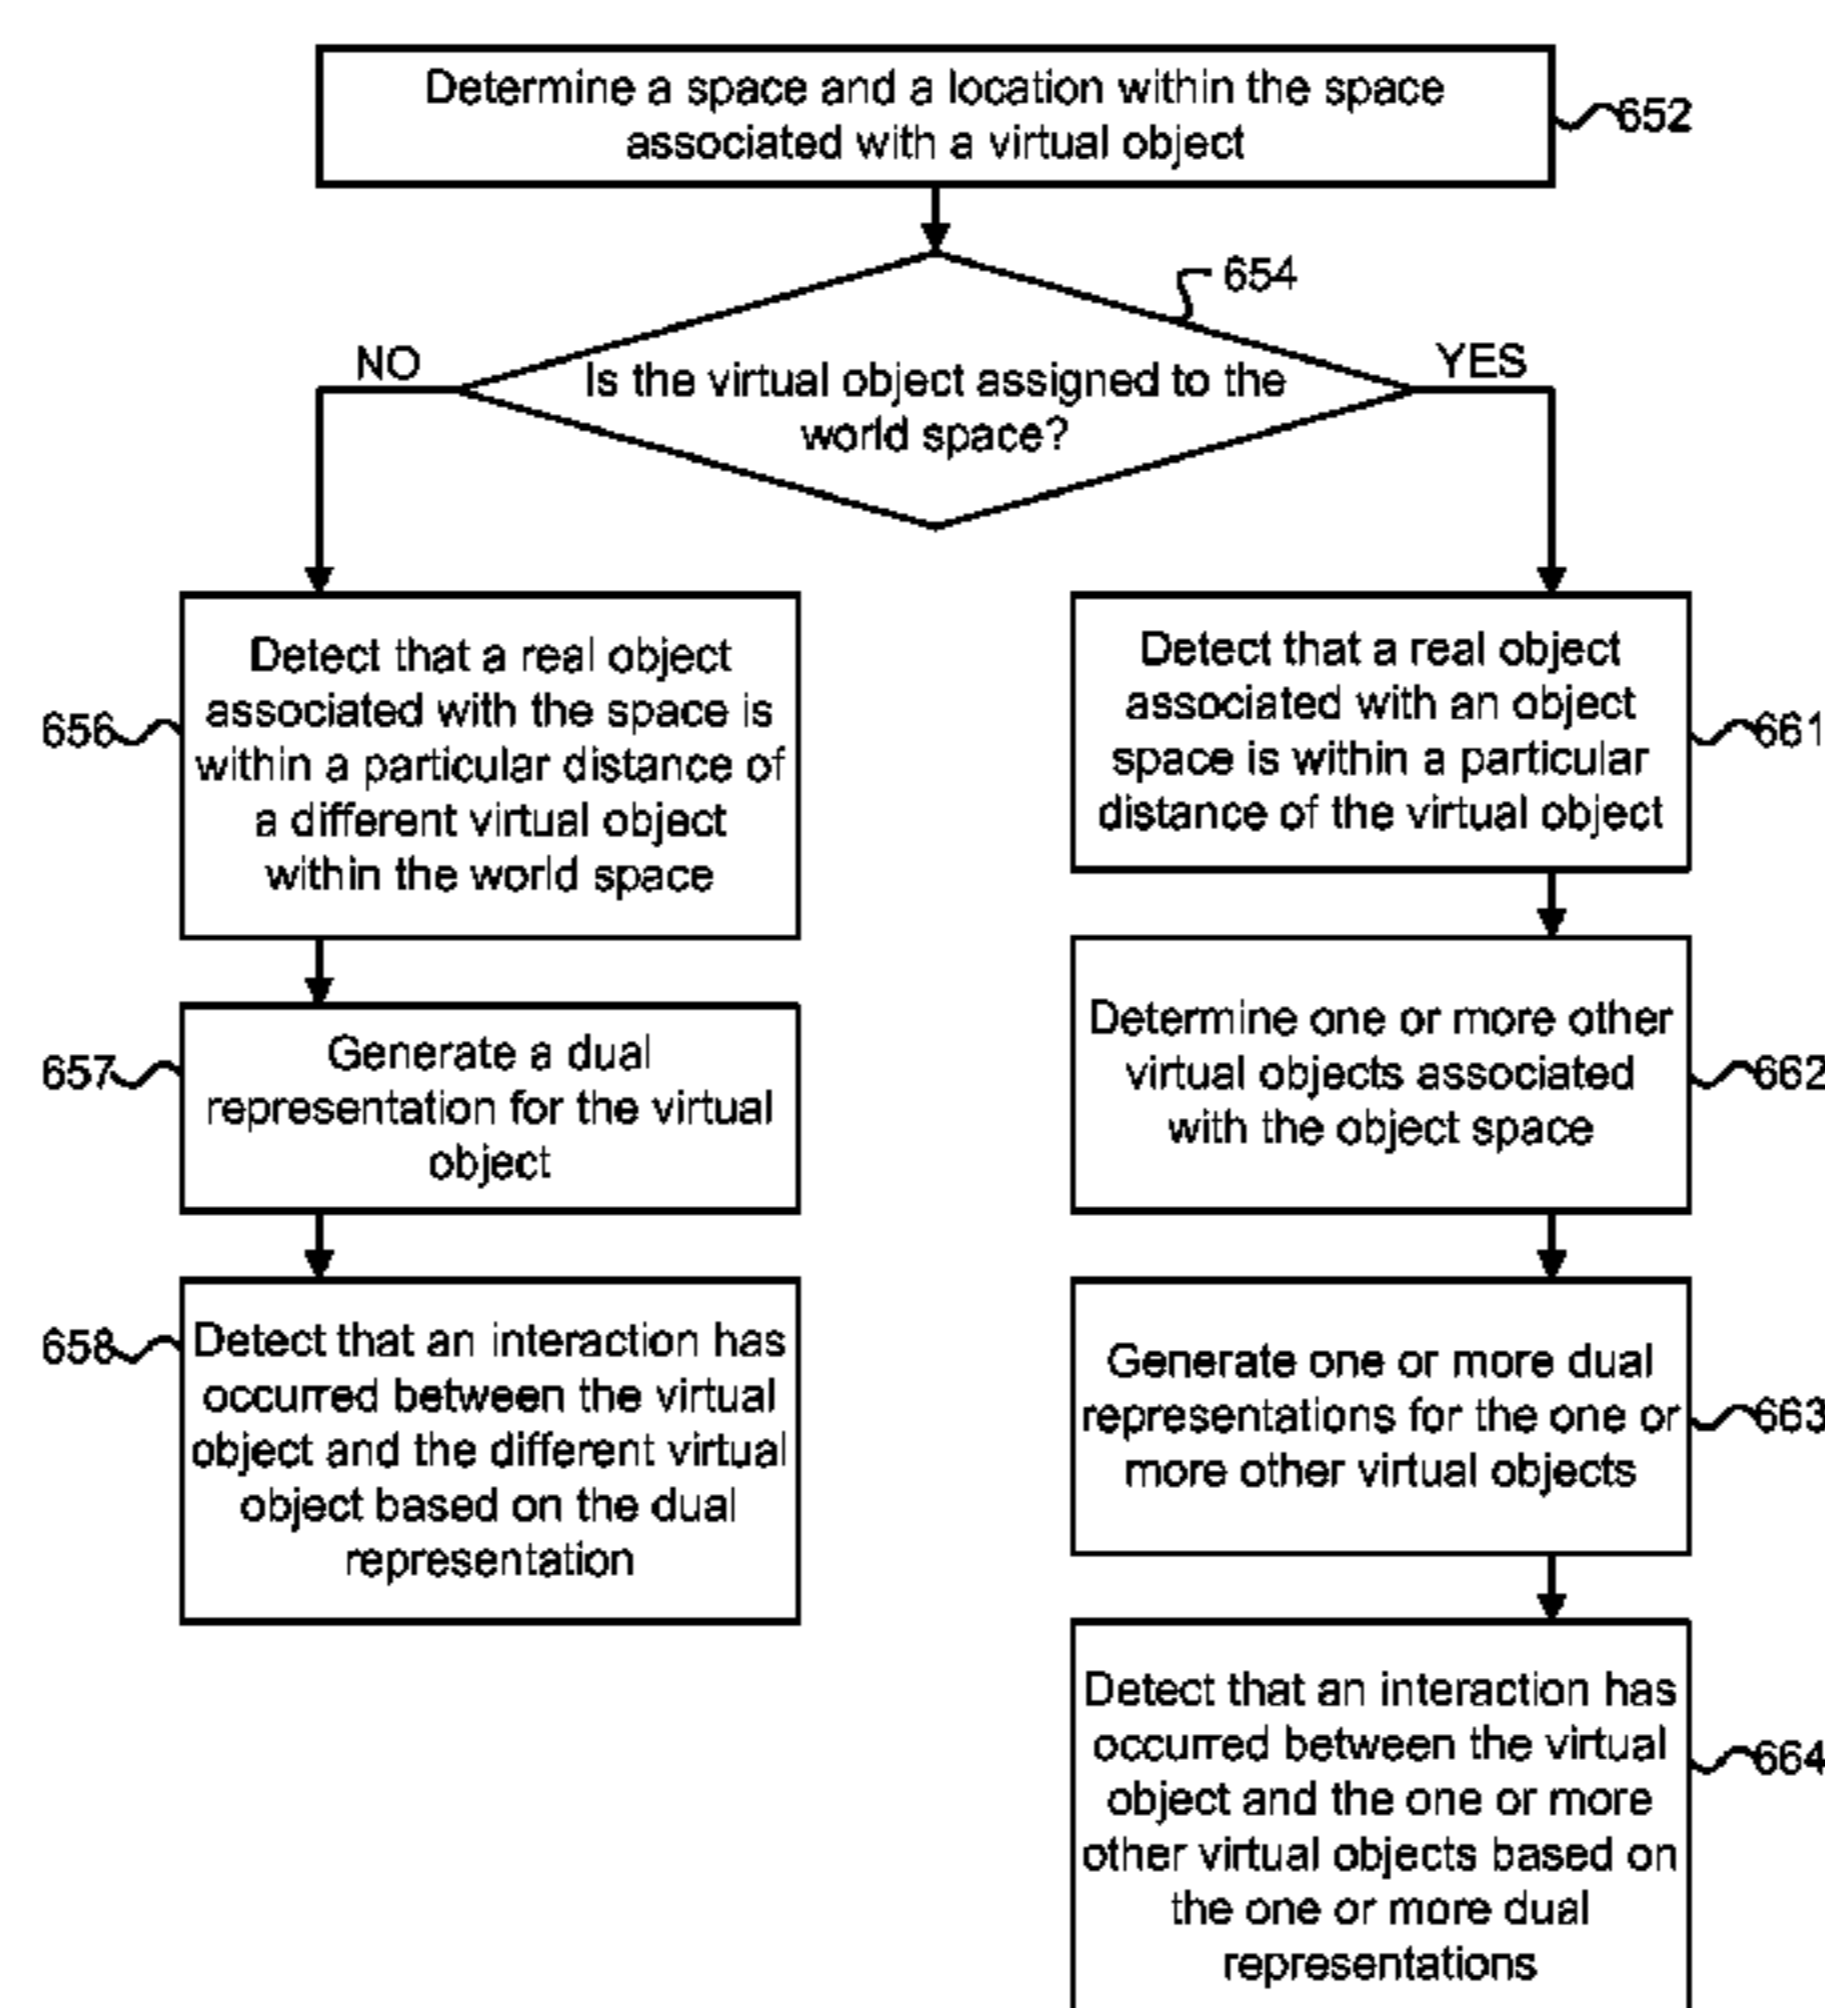 Determine a space and a location within the space
associated with a virtual object
652
654
NO
YES
Is the virtual object assigned to the
world space?
Detect that a real object
associated with the space is
within a particular distance of
a different virtual object
within the world space
656
Generate a dual
representation for the virtual
object
657
Detect that an interaction has
occurred between the virtual
object and the different virtual
object based on the dual
representation
658
Detect that a real object
associated with an object
space is within a particular
distance of the virtual object
661
Determine one or more other
virtual objects associated
with the object space
662
Generate one or more dual
representations for the one or
more other virtual objects
663
Detect that an interaction has
occurred between the virtual
object and the one or more
other virtual objects based on
the one or more dual
representations
664